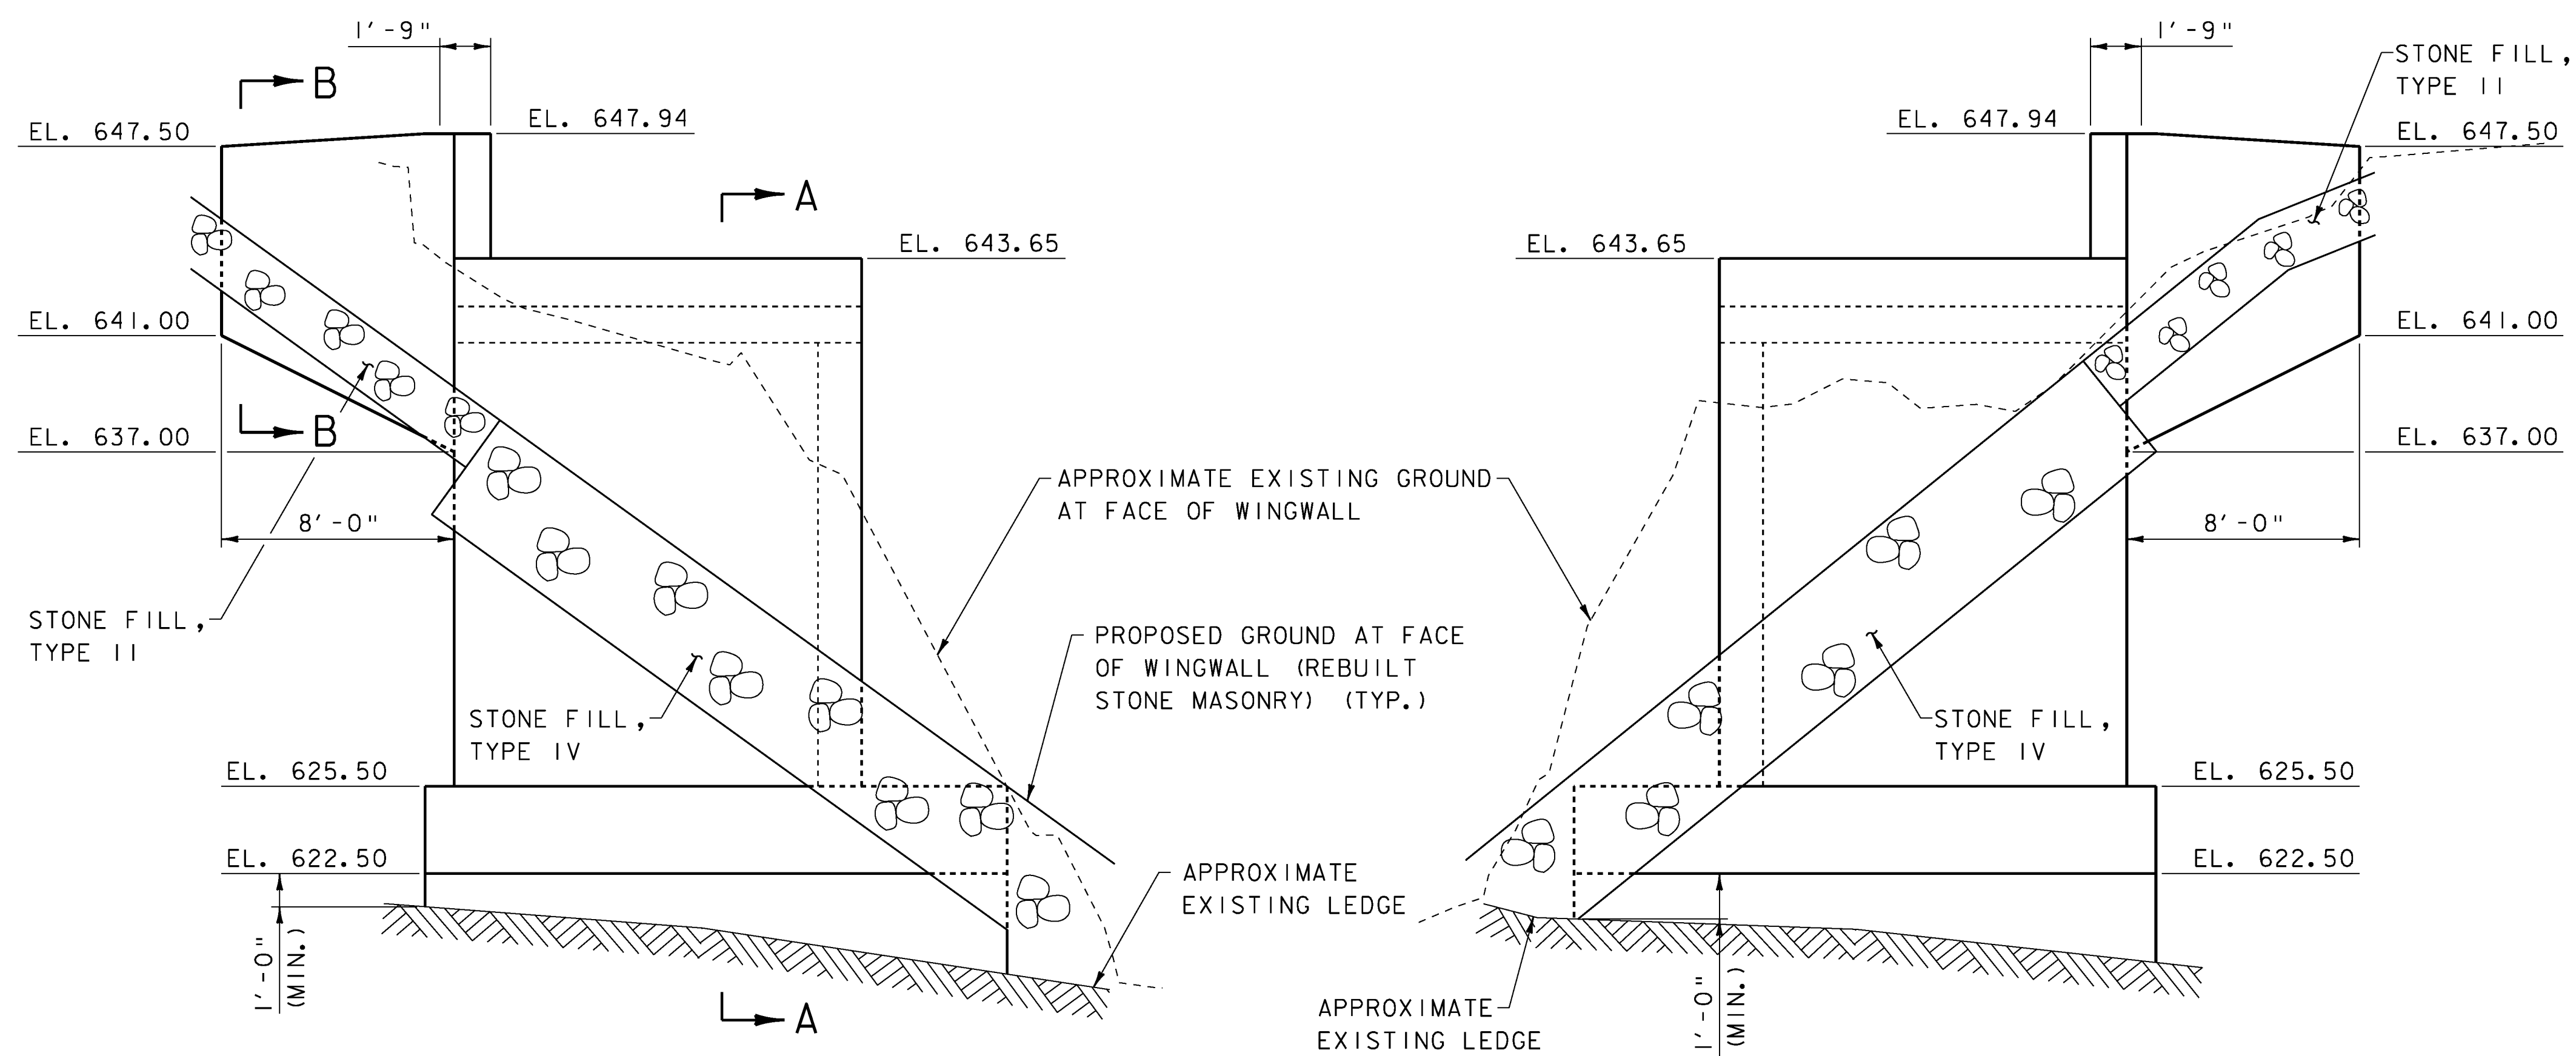 1'-9"
B
EL. 647.50
EL. 647.94
A
EL. 643.65
EL. 641.00
B
EL. 637.00
8'-0"
STONE FILL,
TYPE II
STONE FILL,
TYPE IV
EL. 625.50
EL. 622.50
1'-0"
(MIN.)
A
APPROXIMATE EXISTING GROUND
AT FACE OF WINGWALL
PROPOSED GROUND AT FACE
OF WINGWALL (REBUILT
STONE MASONRY) (TYP.)
APPROXIMATE
EXISTING LEDGE
1'-9"
STONE FILL,
TYPE II
EL. 647.94
EL. 647.50
EL. 643.65
EL. 641.00
EL. 637.00
8'-0"
STONE FILL,
TYPE IV
EL. 625.50
EL. 622.50
APPROXIMATE
EXISTING LEDGE
1'-0"
(MIN.)